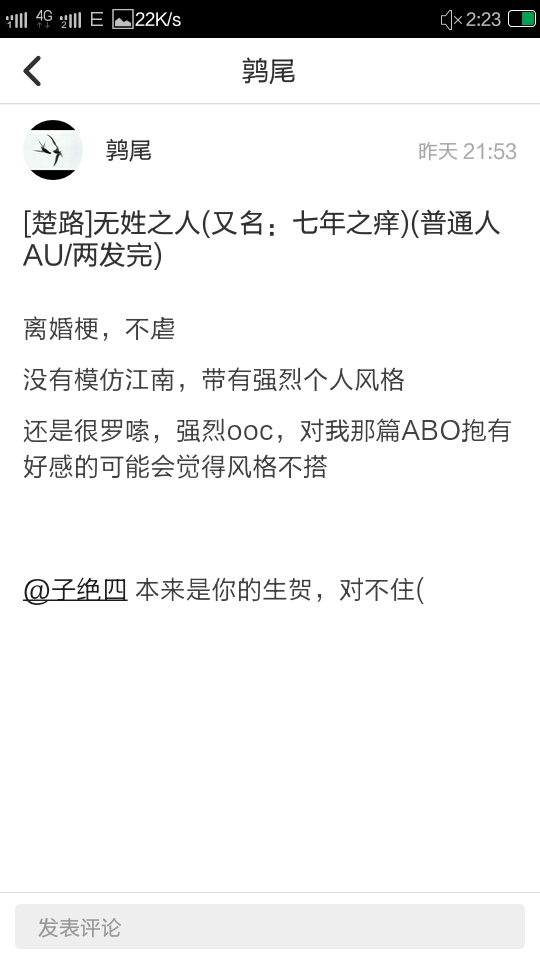 4G E 22K/s 2:23
鹑尾
鹑尾 昨天 21:53
[楚路]无姓之人(又名：七年之痒)(普通人
AU/两发完)
离婚梗，不虐
没有模仿江南，带有强烈个人风格
还是很罗嗦，强烈ooc，对我那篇ABO抱有
好感的可能会觉得风格不搭
@子绝四 本来是你的生贺，对不住(
发表评论